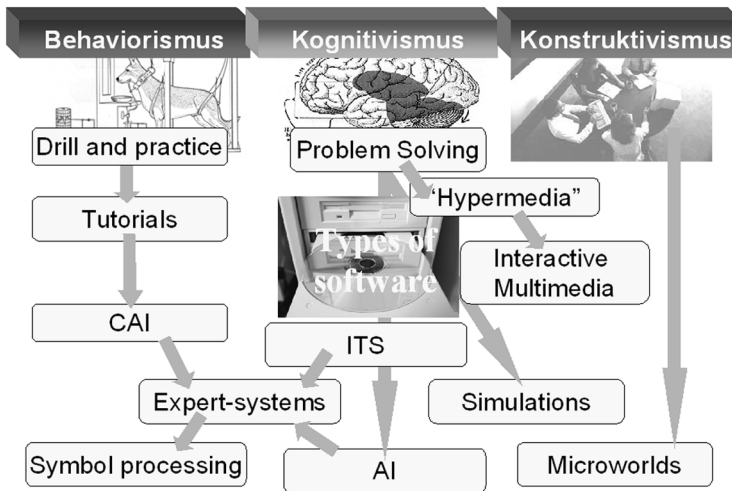 Behaviorismus
Kognitivismus
Konstruktivismus
Drill and practice
Problem Solving
“Hypermedia”
Tutorials
Types of
software
Interactive
Multimedia
CAI
ITS
Expert-systems
Simulations
Symbol processing
AI
Microworlds